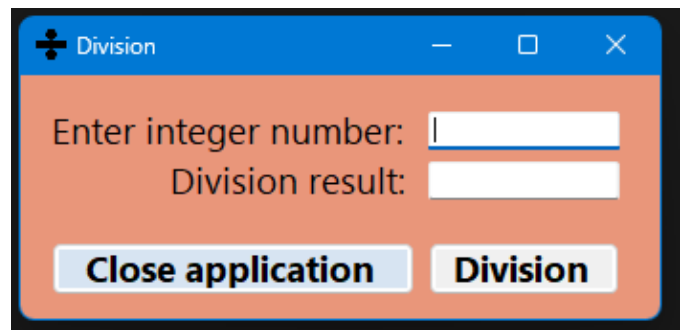 Division
Enter integer number:
Division result:
Close application Division